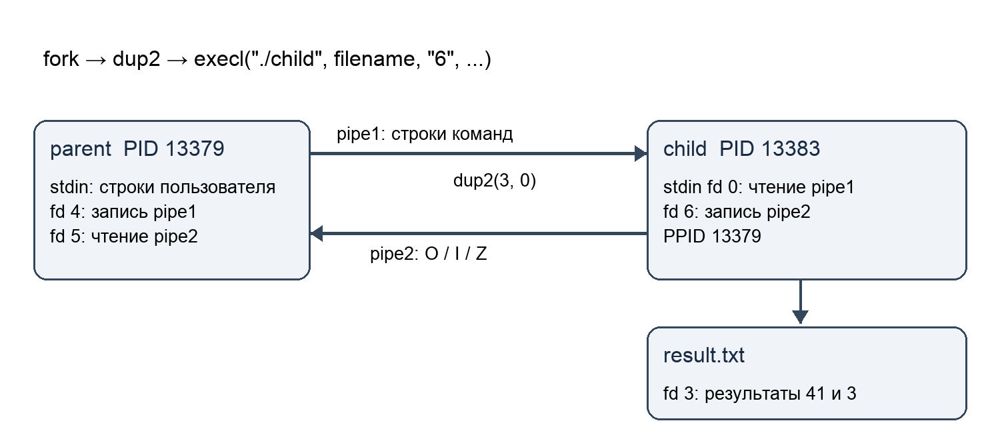 fork → dup2 → execl("./child", filename, "6", ...)
parent  PID 13379
stdin: строки пользователя
fd 4: запись pipe1
fd 5: чтение pipe2
pipe1: строки команд
dup2(3, 0)
pipe2: O / I / Z
child  PID 13383
stdin fd 0: чтение pipe1
fd 6: запись pipe2
PPID 13379
result.txt
fd 3: результаты 41 и 3